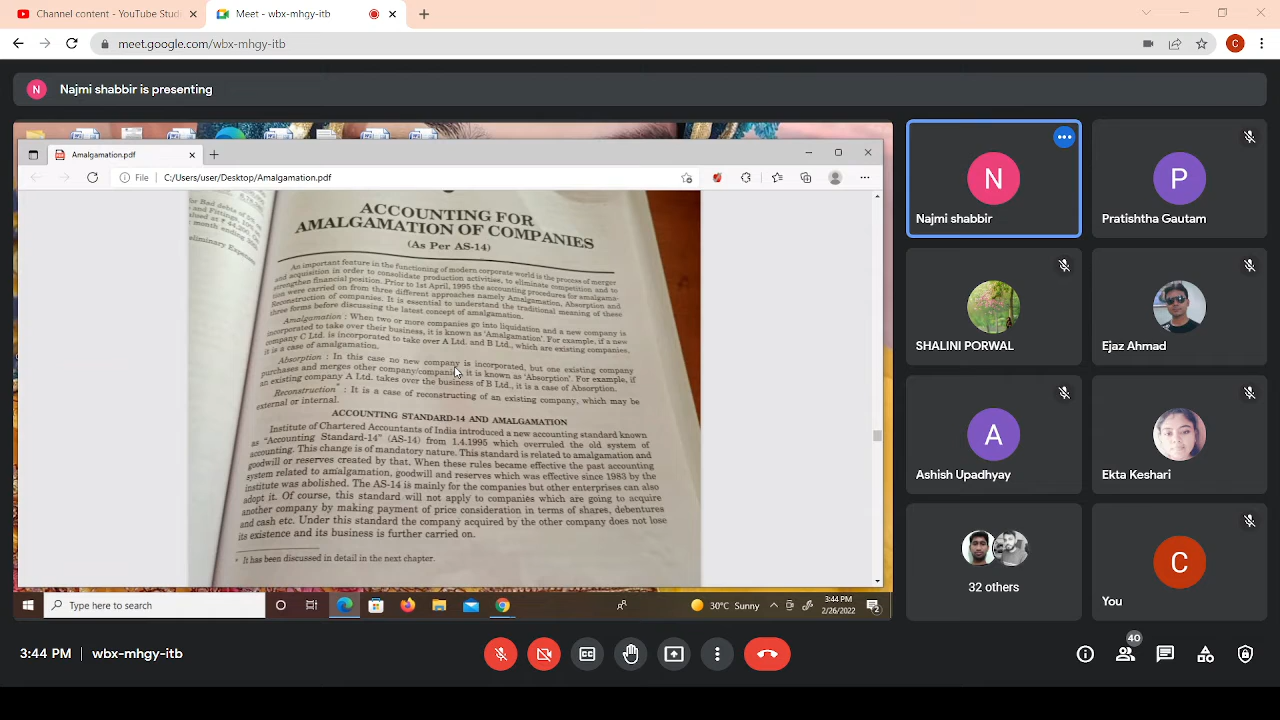 Channel content - YouTube Studi
Meet - wbx-mhgy-itb
meet.google.com/wbx-mhgy-itb
C
N
Najmi shabbir is presenting
Amalgamation.pdf
File
C:/Users/user/Desktop/Amalgamation.pdf
for Bad debts of 5%
and Fittings,
month ending
eliminary Expenses
ACCOUNTING FOR
AMALGAMATION OF COMPANIES
(As Per AS-14)
An important feature in the functioning of modern corporate world is the process of merger
and acquisition in order to consolidate production activities, to eliminate competition and to
strengthen financial position. Prior to 1st April, 1995 the accounting procedures for amalgama-
tion were carried on from three different approaches namely Amalgamation, Absorption and
Reconstruction of companies. It is essential to understand the traditional meaning of these
three forms before discussing the latest concept of amalgamation.
Amalgamation : When two or more companies go into liquidation and a new company is
incorporated to take over their business, it is known as 'Amalgamation'. For example, if a new
company C Ltd. is incorporated to take over A Ltd. and B Ltd., which are existing companies,
it is a case of amalgamation.
Absorption : In this case no new company is incorporated, but one existing company
purchases and merges other company/companies, it is known as 'Absorption'. For example, if
an existing company A Ltd. takes over the business of B Ltd., it is a case of Absorption.
Reconstruction* : It is a case of reconstructing of an existing company, which may be
external or internal.
ACCOUNTING STANDARD-14 AND AMALGAMATION
Institute of Chartered Accountants of India introduced a new accounting standard known
as "Accounting Standard-14" (AS-14) from 1.4.1995 which overruled the old system of
accounting. This change is of mandatory nature. This standard is related to amalgamation and
goodwill or reserves created by that. When these rules became effective the past accounting
system related to amalgamation, goodwill and reserves which was effective since 1983 by the
institute was abolished. The AS-14 is mainly for the companies but other enterprises can also
adopt it. Of course, this standard will not apply to companies which are going to acquire
another company by making payment of price consideration in terms of shares, debentures
and cash etc. Under this standard the company acquired by the other company does not lose
its existence and its business is further carried on.
* It has been discussed in detail in the next chapter.
Type here to search
30°C Sunny
3:44 PM
2/26/2022
2
N
Najmi shabbir
P
Pratishtha Gautam
SHALINI PORWAL
Ejaz Ahmad
A
Ashish Upadhyay
Ekta Keshari
32 others
C
You
3:44 PM
wbx-mhgy-itb
40